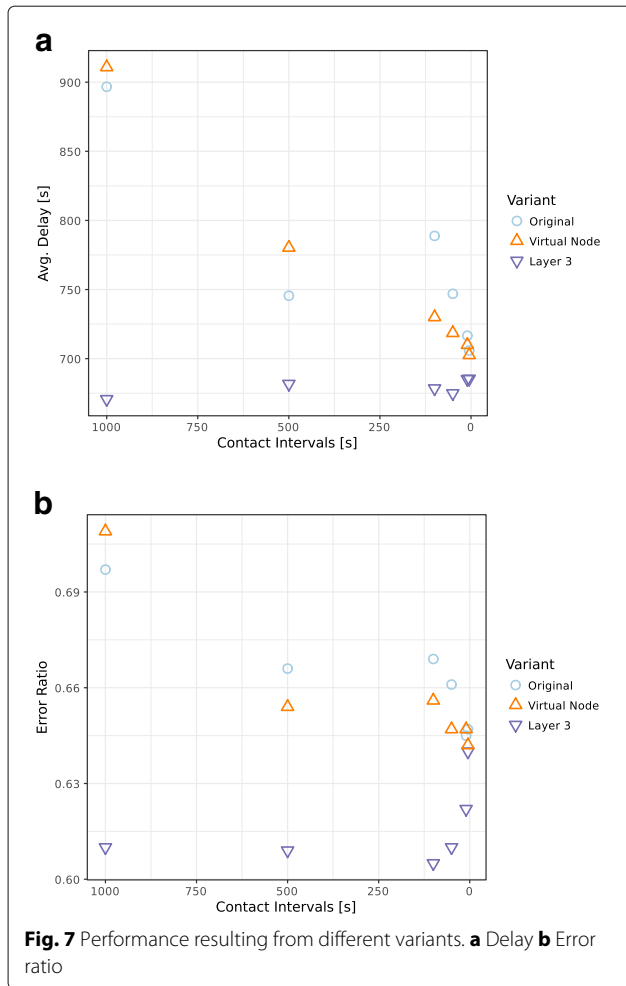 a
900
850
800
750
700
Avg. Delay [s]
1000 750 500 250 0
Contact Intervals [s]
Variant
Original
Virtual Node
Layer 3
b
0.69
0.66
0.63
0.60
Error Ratio
1000 750 500 250 0
Contact Intervals [s]
Variant
Original
Virtual Node
Layer 3
Fig. 7 Performance resulting from different variants. a Delay b Error
ratio